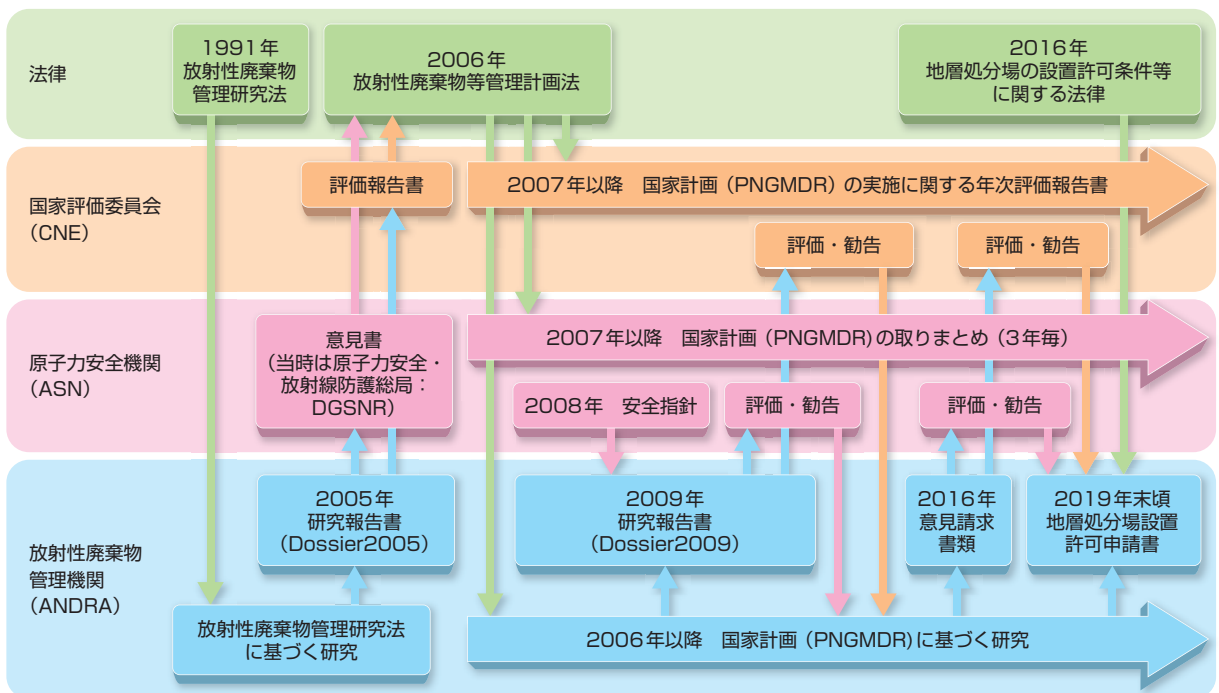 法律
1991年
放射性廃棄物
管理研究法
2006年
放射性廃棄物等管理計画法
2016年
地層処分場の設置許可条件等
に関する法律
国家評価委員会
(CNE)
評価報告書
2007年以降　国家計画（PNGMDR）の実施に関する年次評価報告書
評価・勧告
評価・勧告
原子力安全機関
(ASN)
意見書
(当時は原子力安全・
放射線防護総局：
DGSNR)
2007年以降　国家計画（PNGMDR)の取りまとめ（3年毎）
2008年　安全指針
評価・勧告
評価・勧告
放射性廃棄物
管理機関
(ANDRA)
2005年
研究報告書
(Dossier2005)
2009年
研究報告書
(Dossier2009)
2016年
意見請求
書類
2019年末頃
地層処分場設置
許可申請書
放射性廃棄物管理研究法
に基づく研究
2006年以降　国家計画（PNGMDR)に基づく研究